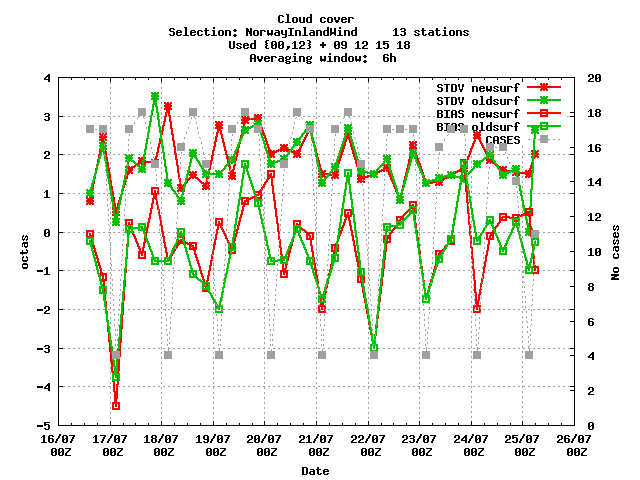 Cloud cover
Selection: NorwayInlandWind 13 stations
Used {00,12} + 09 12 15 18
Averaging window: 6h
STDV newsurf
STDV oldsurf
BIAS newsurf
BIAS oldsurf
CASES
4
3
2
1
0
-1
-2
-3
-4
-5
octas
20
18
16
14
12
10
8
6
4
2
0
No cases
16/07 17/07 18/07 19/07 20/07 21/07 22/07 23/07 24/07 25/07 26/07
00Z 00Z 00Z 00Z 00Z 00Z 00Z 00Z 00Z 00Z 00Z
Date